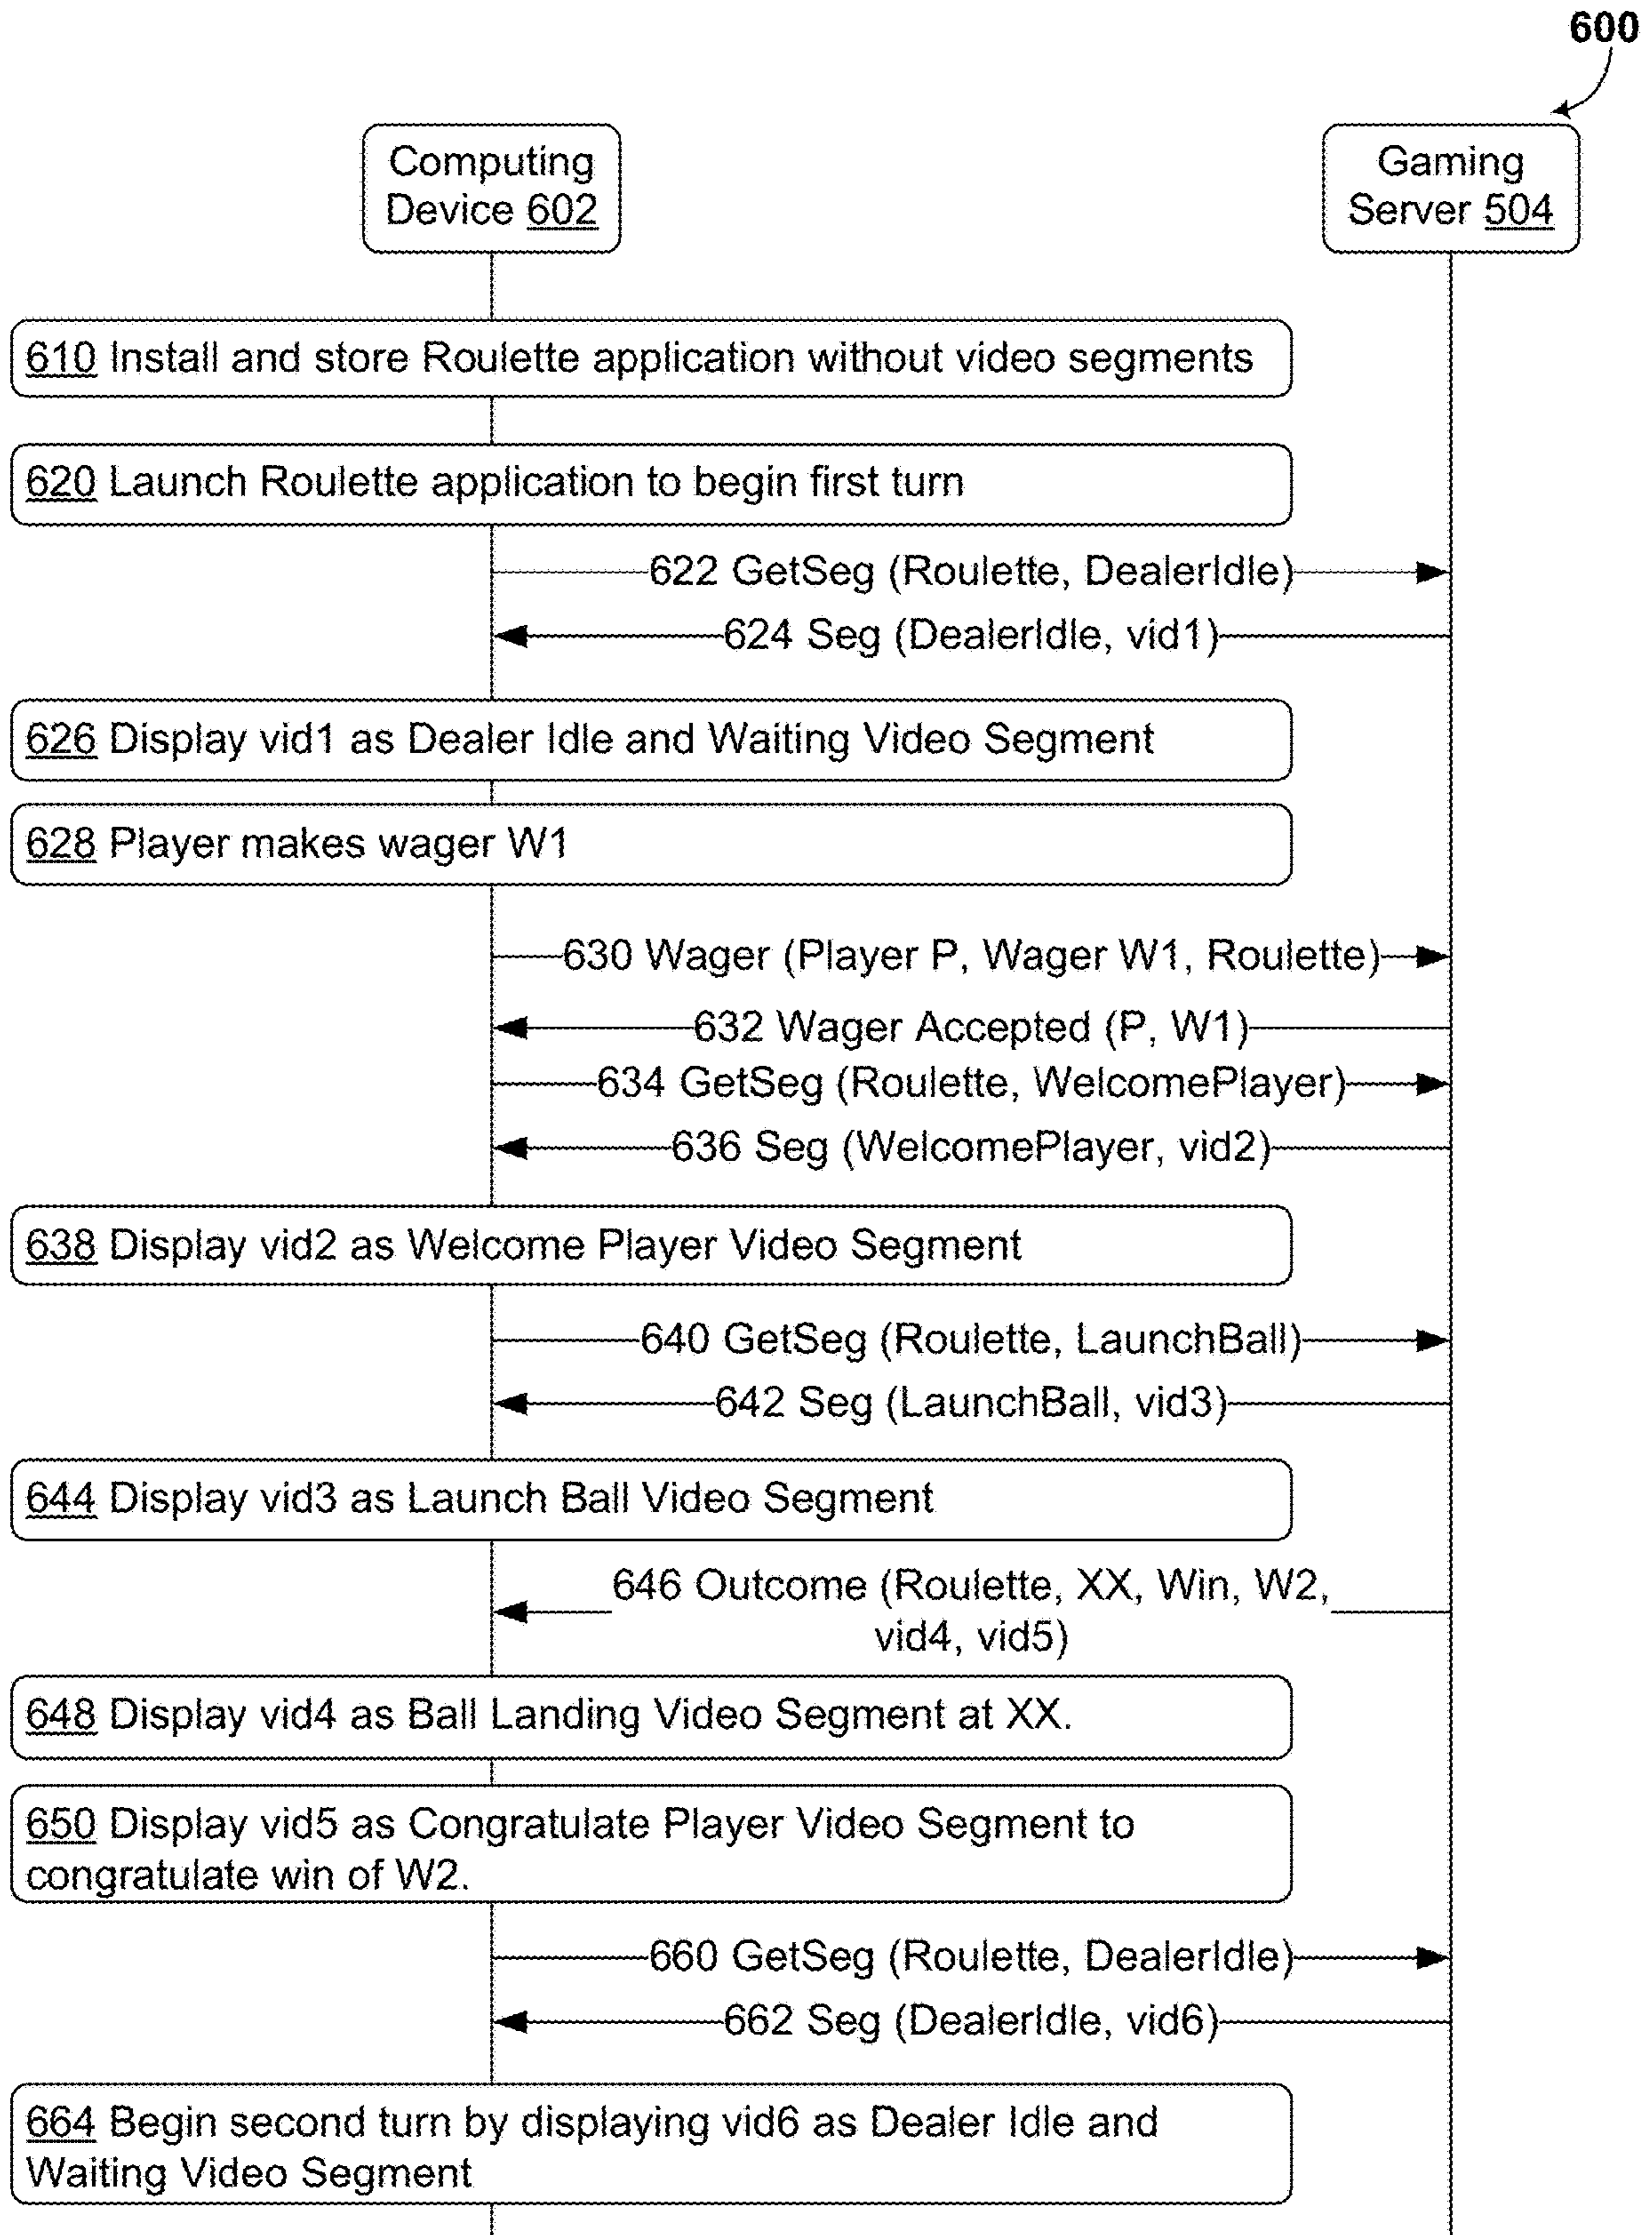 600
Computing
Device 602
Gaming
Server 504
610 Install and store Roulette application without video segments
620 Launch Roulette application to begin first turn
622 GetSeg (Roulette, DealerIdle)
624 Seg (DealerIdle, vid1)
626 Display vid1 as Dealer Idle and Waiting Video Segment
628 Player makes wager W1
630 Wager (Player P, Wager W1, Roulette)
632 Wager Accepted (P, W1)
634 GetSeg (Roulette, WelcomePlayer)
636 Seg (WelcomePlayer, vid2)
638 Display vid2 as Welcome Player Video Segment
640 GetSeg (Roulette, LaunchBall)
642 Seg (LaunchBall, vid3)
644 Display vid3 as Launch Ball Video Segment
646 Outcome (Roulette, XX, Win, W2,
vid4, vid5)
648 Display vid4 as Ball Landing Video Segment at XX.
650 Display vid5 as Congratulate Player Video Segment to
congratulate win of W2.
660 GetSeg (Roulette, DealerIdle)
662 Seg (DealerIdle, vid6)
664 Begin second turn by displaying vid6 as Dealer Idle and
Waiting Video Segment